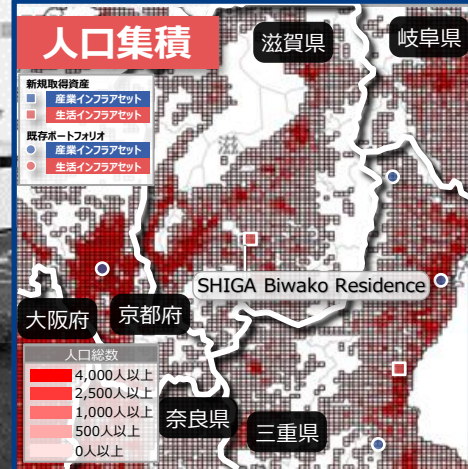 人口集積
滋賀県
岐阜県
新規取得資産
産業インフラアセット
生活インフラアセット
既存ポートフォリオ
産業インフラアセット
生活インフラアセット
滋
SHIGA Biwako Residence
大阪府
京都府
人口総数
4,000人以上
2,500人以上
1,000人以上
500人以上
0人以上
奈良県
三重県